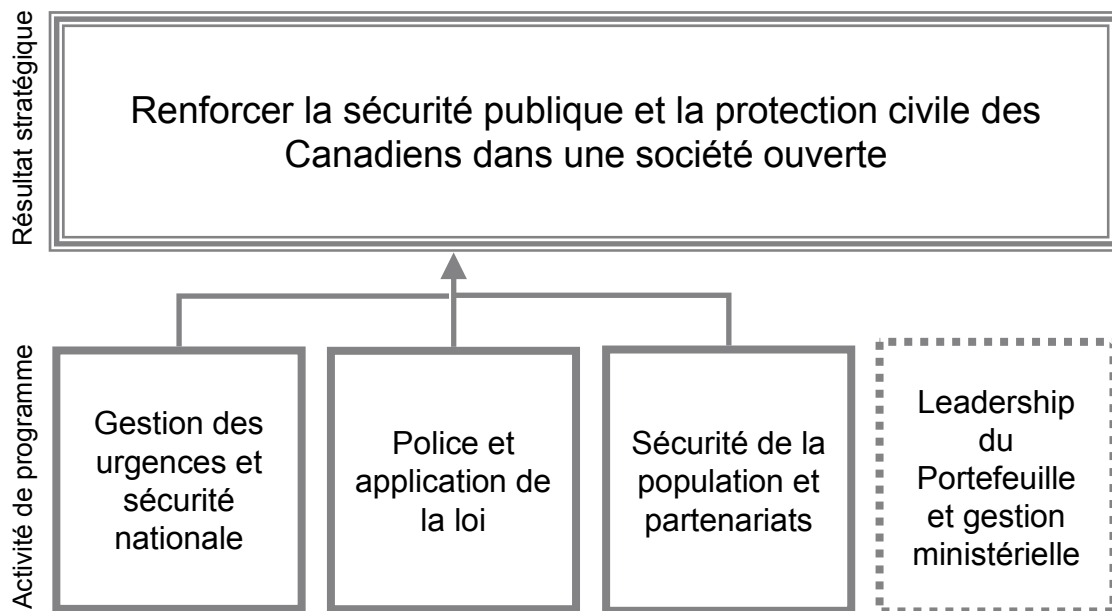 Résultat stratégique
Renforcer la sécurité publique et la protection civile des
Canadiens dans une société ouverte
Activité de programme
Gestion des
urgences et
sécurité
nationale
Police et
application de
la loi
Sécurité de la
population et
partenariats
Leadership
du
Portefeuille
et gestion
ministérielle